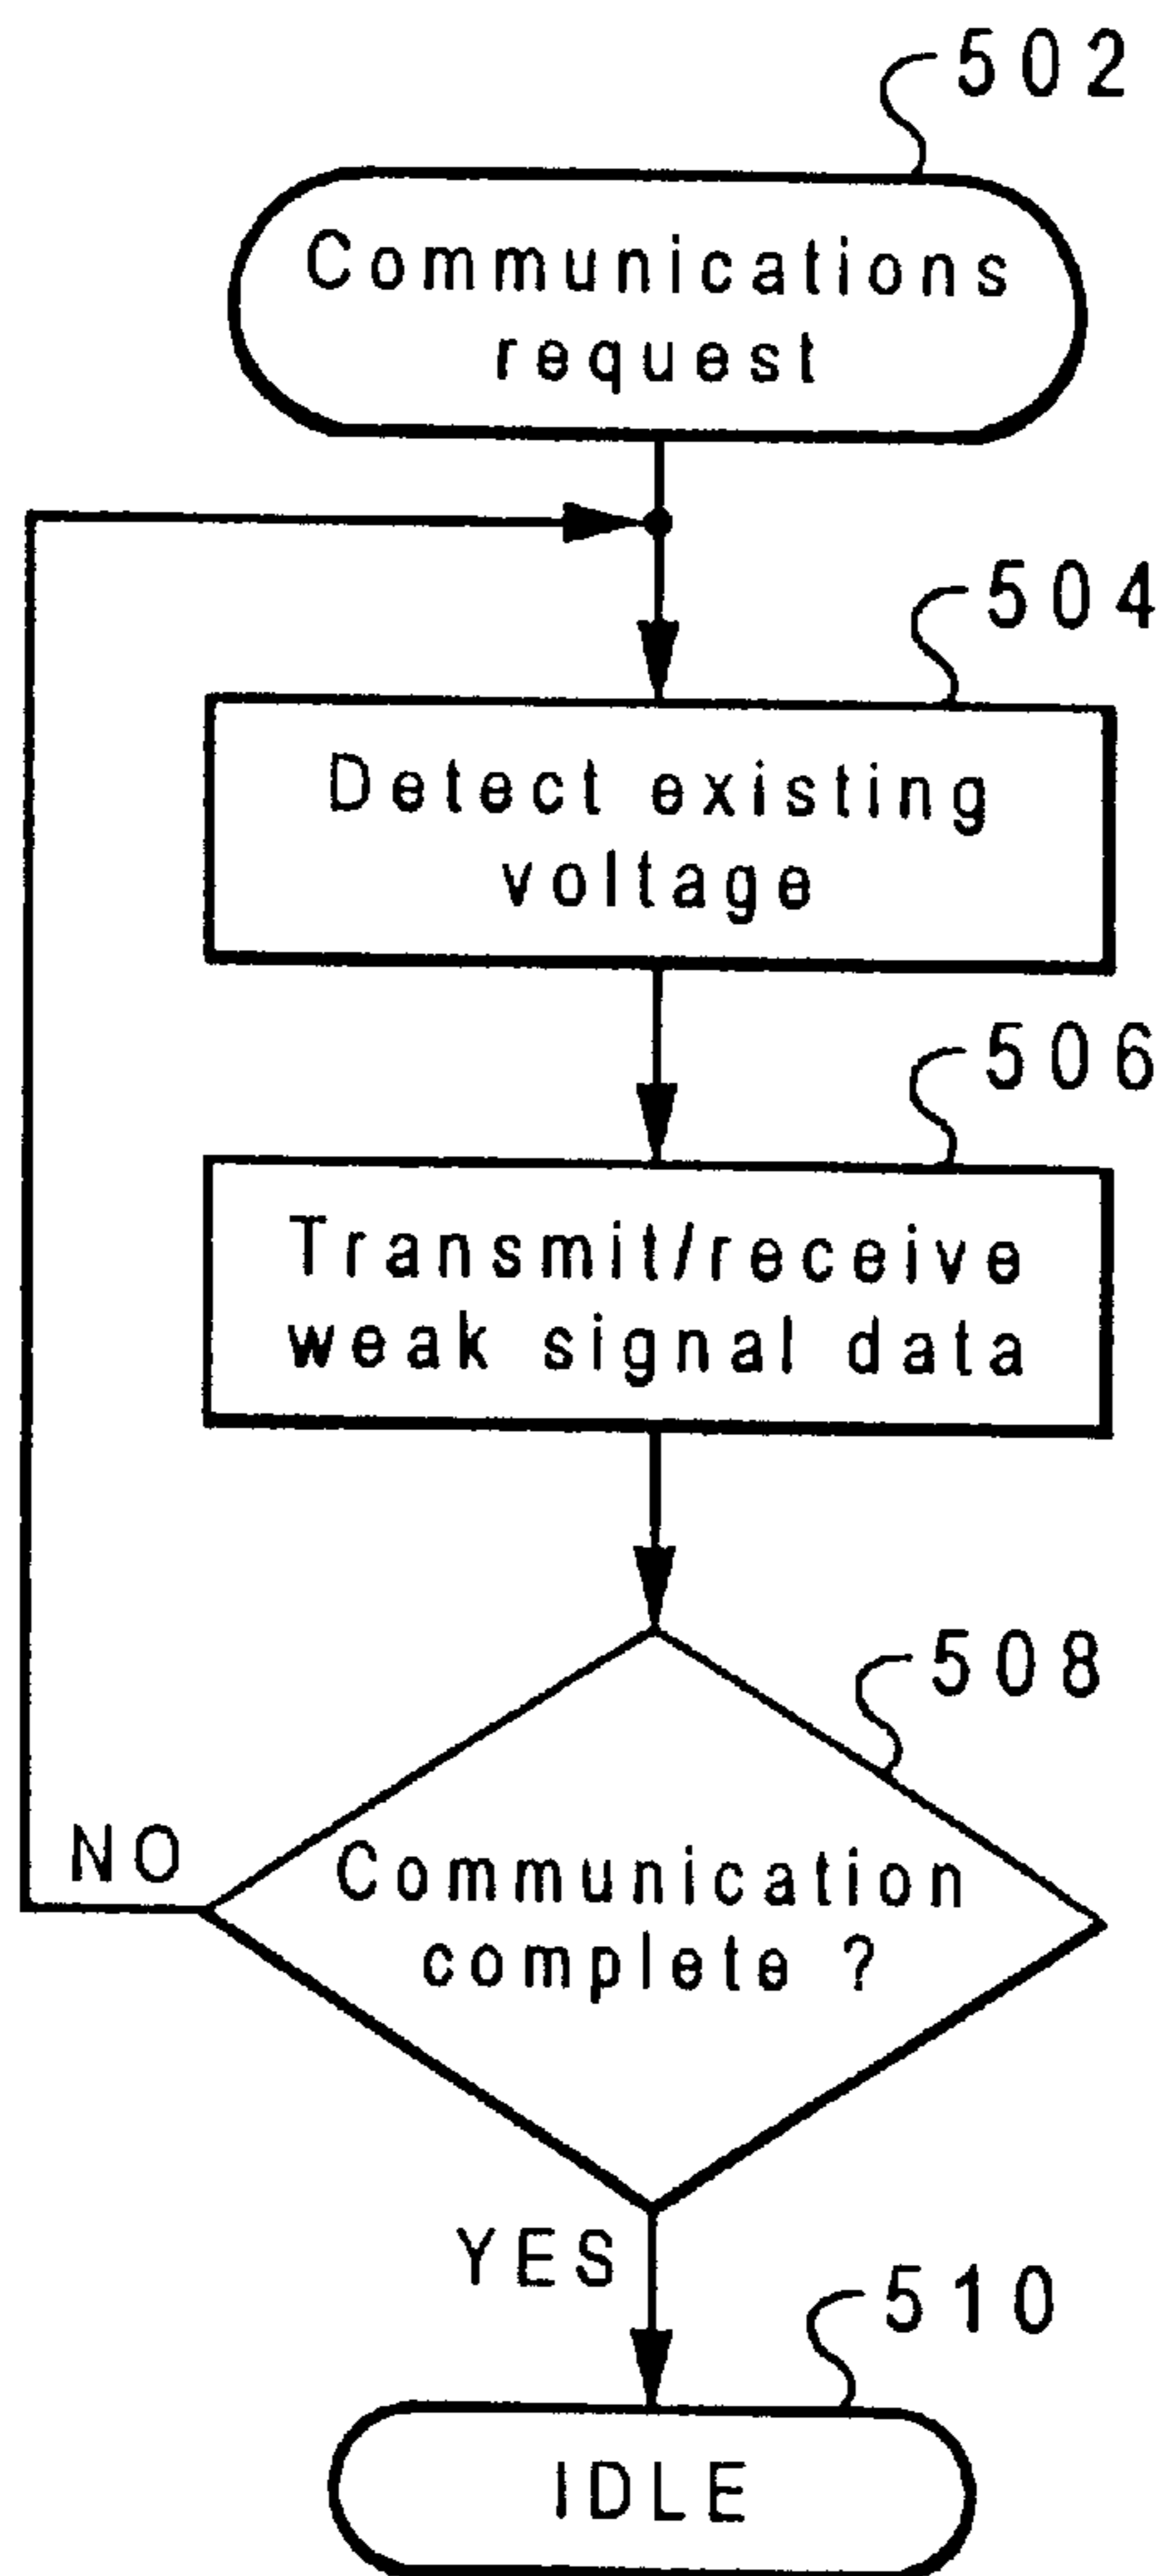 502
Communications
request
504
Detect existing
voltage
506
Transmit/receive
weak signal data
508
NO
Communication
complete ?
YES
510
IDLE